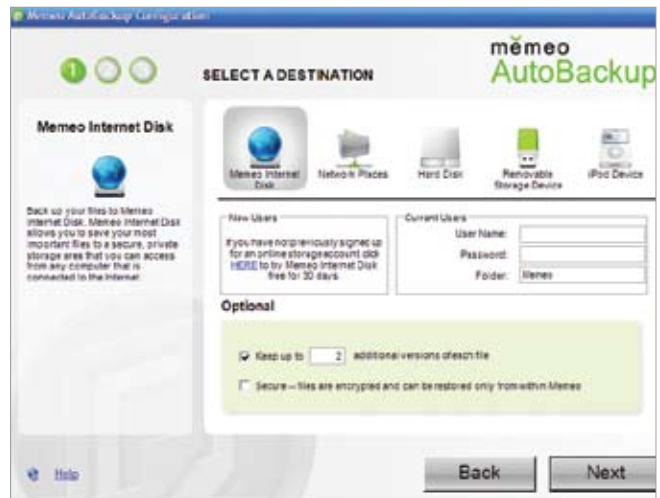 Memeo AutoBackup Configuration
1 2 3
SELECT A DESTINATION
mĕmeo
AutoBackup
Memeo Internet Disk
Back up your files to Memeo
Internet Disk. Memeo Internet Disk
allows you to save your most
important files to a secure, private
storage area that you can access
from any computer that is
connected to the Internet.
Memeo Internet
Disk
Network Places
Hard Disk
Removable
Storage Device
iPod Device
New Users
If you have not previously signed up
for an online storage account click
HERE to try Memeo Internet Disk
free for 30 days.
Current Users
User Name:
Password:
Folder: Memeo
Optional
Keep up to 2 additional versions of each file
Secure -- files are encrypted and can be restored only from within Memeo
Help
Back
Next